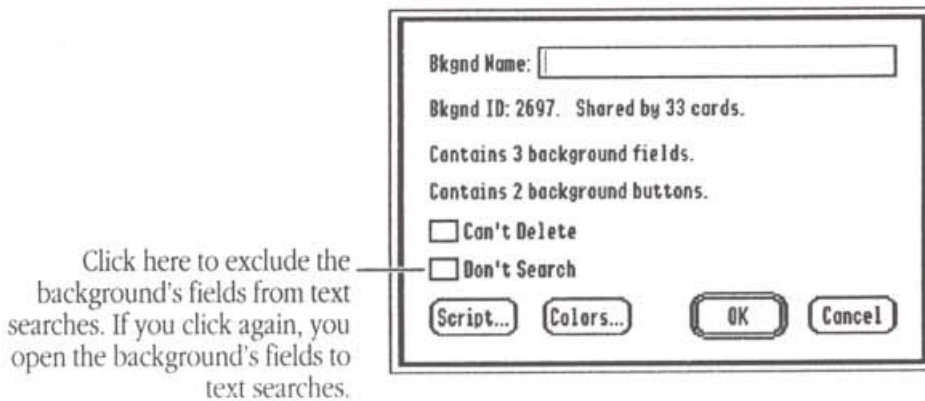 Bkgnd Name:
Bkgnd ID: 2697. Shared by 33 cards.
Contains 3 background fields.
Contains 2 background buttons.
Can't Delete
Don't Search
Script... Colors... OK Cancel
Click here to exclude the
background's fields from text
searches. If you click again, you
open the background's fields to
text searches.